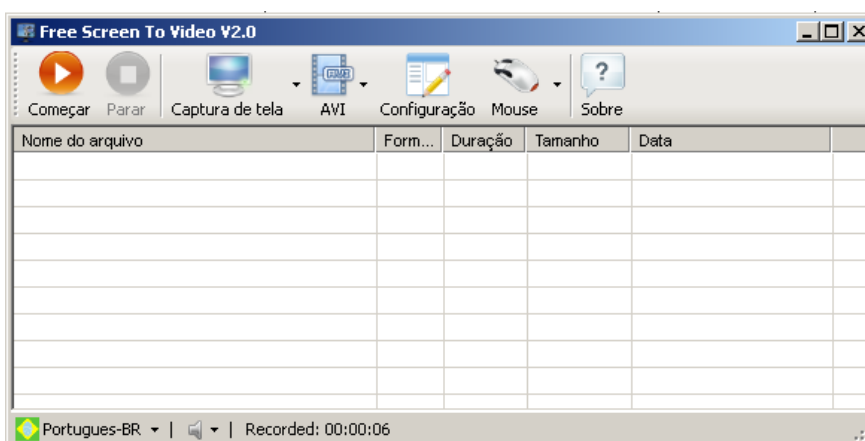 Free Screen To Video V2.0
Começar Parar Captura de tela AVI Configuração Mouse Sobre
Nome do arquivo Form... Duração Tamanho Data
Portugues-BR | | Recorded: 00:00:06